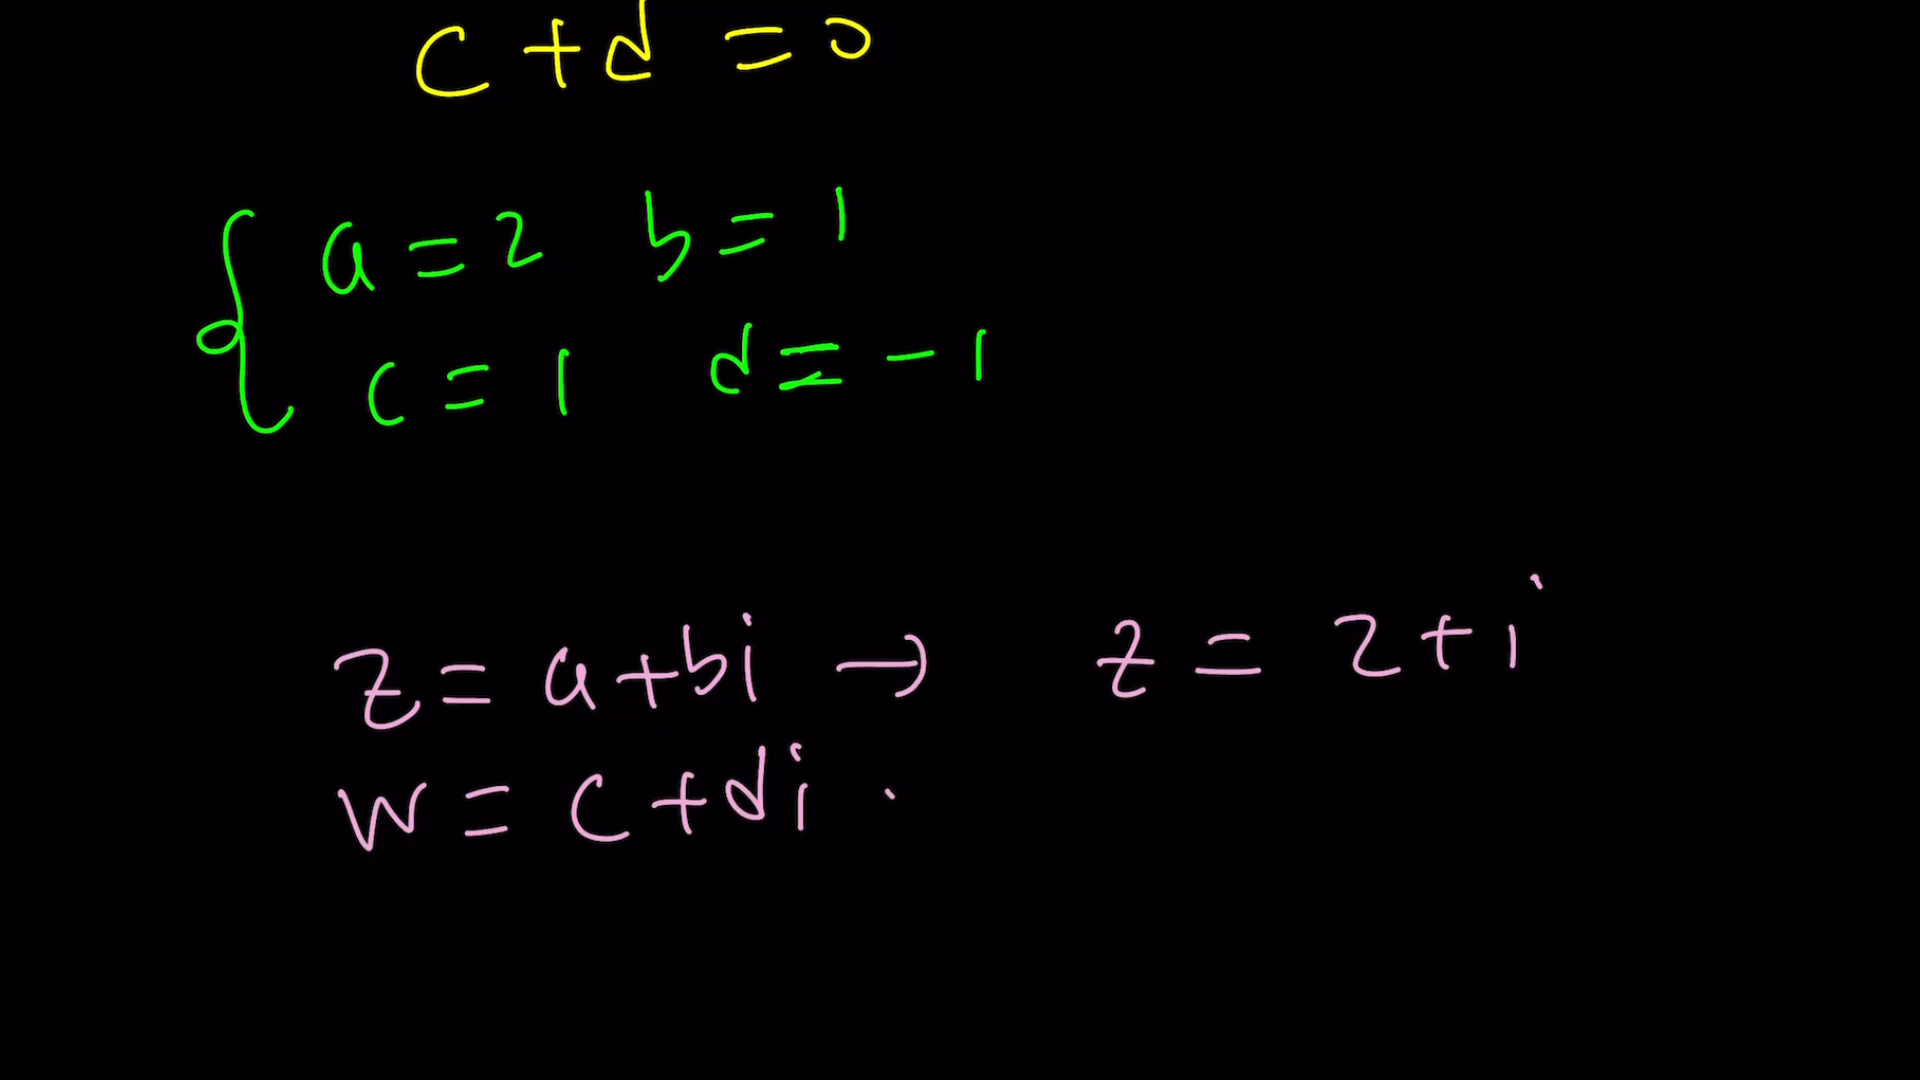 c + d = 0
a = 2 b = 1
c = 1 d = - 1
z = a + bi → z = 2 + i
w = c + di .